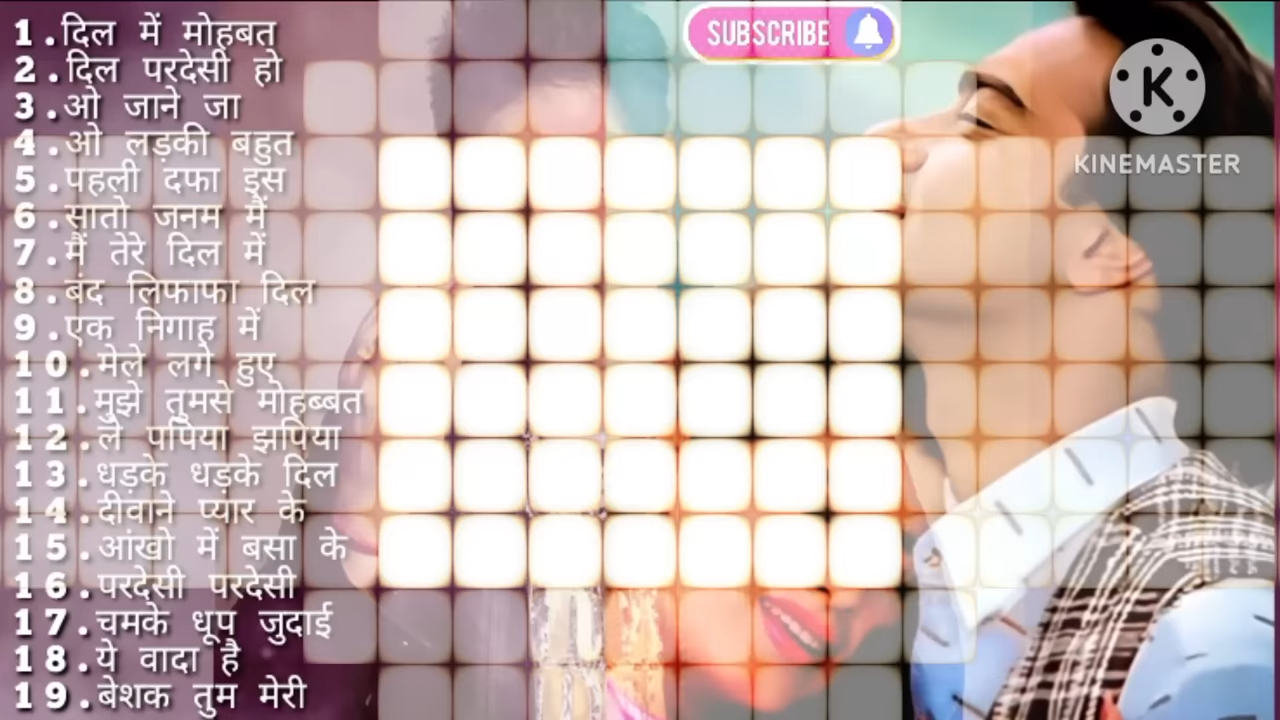 1.दिल में मोहबत
2.दिल परदेसी हो
3.ओ जाने जा
4.ओ लड़की बहुत
5.पहली दफा इस
6.सातो जनम मैं
7.मैं तेरे दिल में
8.बंद लिफाफा दिल
9.एक निगाह में
10.मेले लगे हुए
11.मुझे तुमसे मोहब्बत
12.ले पपिया झपिया
13.धड़के धड़के दिल
14.दीवाने प्यार के
15.आंखो में बसा के
16.परदेसी परदेसी
17.चमके धूप जुदाई
18.ये वादा है
19.बेशक तुम मेरी
SUBSCRIBE
K
KINEMASTER